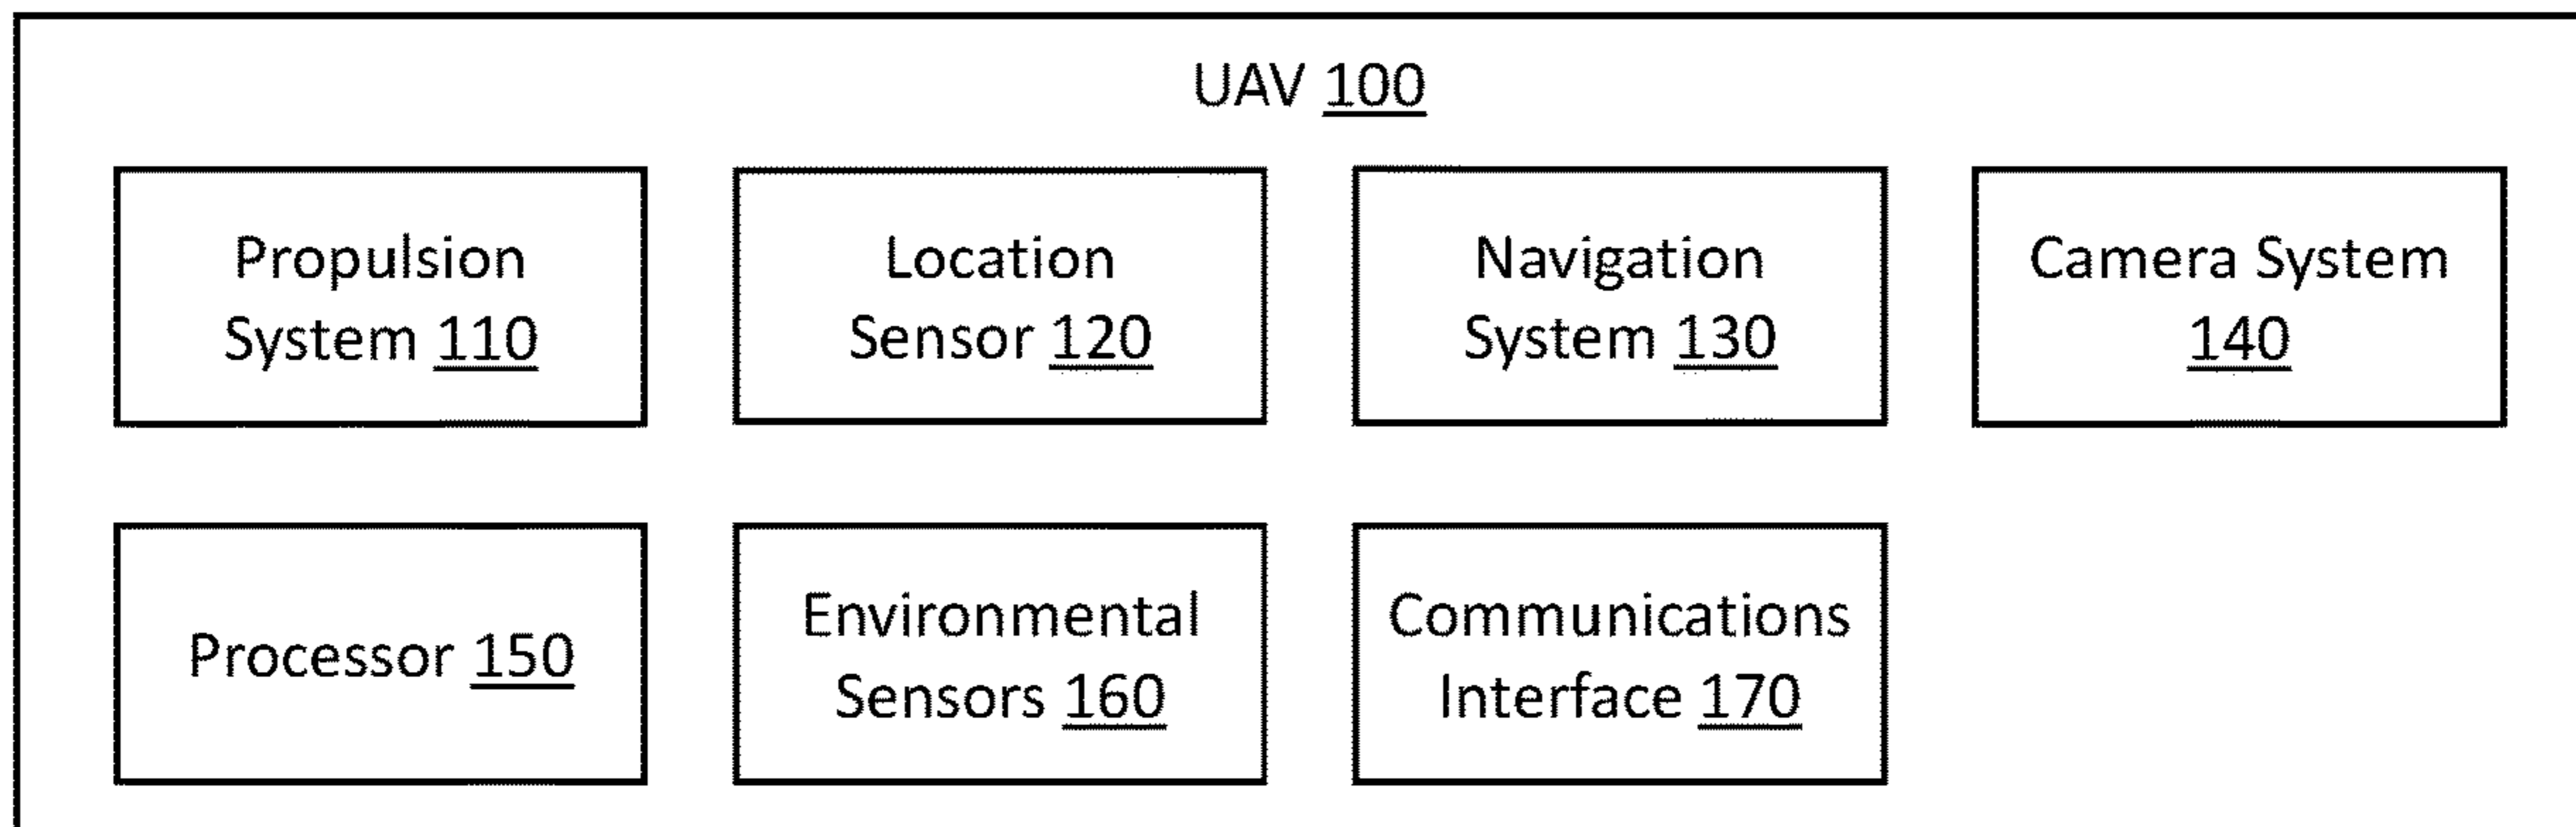 UAV 100
Propulsion
System 110
Location
Sensor 120
Navigation
System 130
Camera System
140
Processor 150
Environmental
Sensors 160
Communications
Interface 170